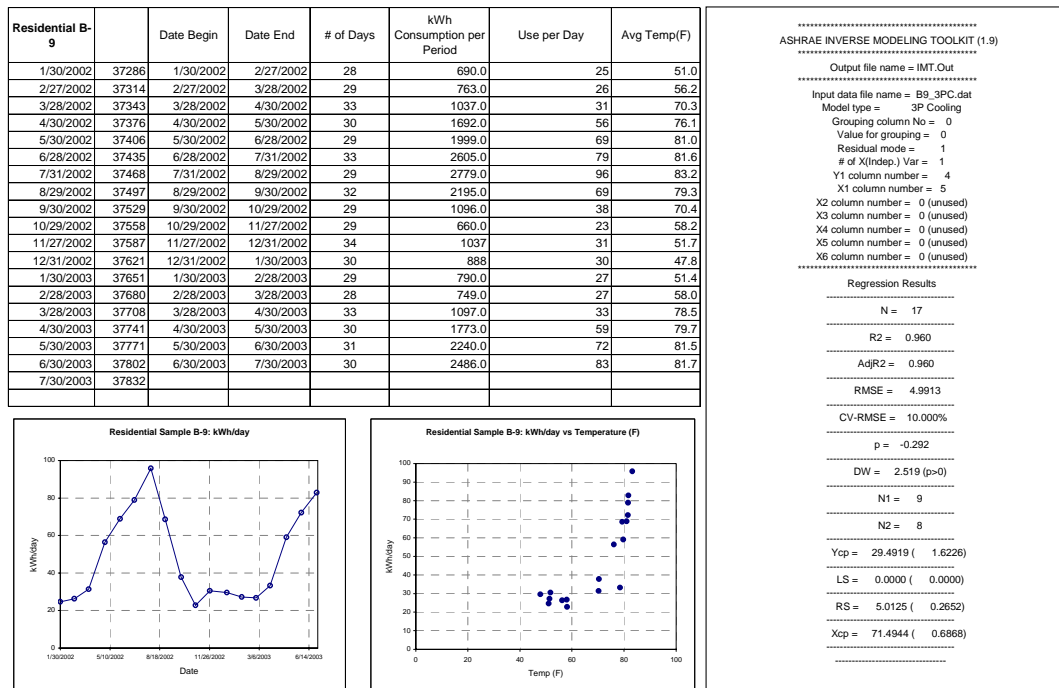 Residential B-9 Date Begin Date End # of Days kWh Consumption per Period Use per Day Avg Temp(F)
1/30/2002 37286 1/30/2002 2/27/2002 28 690.0 25 51.0
2/27/2002 37314 2/27/2002 3/28/2002 29 763.0 26 56.2
3/28/2002 37343 3/28/2002 4/30/2002 33 1037.0 31 70.3
4/30/2002 37376 4/30/2002 5/30/2002 30 1692.0 56 76.1
5/30/2002 37406 5/30/2002 6/28/2002 29 1999.0 69 81.0
6/28/2002 37435 6/28/2002 7/31/2002 33 2605.0 79 81.6
7/31/2002 37468 7/31/2002 8/29/2002 29 2779.0 96 83.2
8/29/2002 37497 8/29/2002 9/30/2002 32 2195.0 69 79.3
9/30/2002 37529 9/30/2002 10/29/2002 29 1096.0 38 70.4
10/29/2002 37558 10/29/2002 11/27/2002 29 660.0 23 58.2
11/27/2002 37587 11/27/2002 12/31/2002 34 1037 31 51.7
12/31/2002 37621 12/31/2002 1/30/2003 30 888 30 47.8
1/30/2003 37651 1/30/2003 2/28/2003 29 790.0 27 51.4
2/28/2003 37680 2/28/2003 3/28/2003 28 749.0 27 58.0
3/28/2003 37708 3/28/2003 4/30/2003 33 1097.0 33 78.5
4/30/2003 37741 4/30/2003 5/30/2003 30 1773.0 59 79.7
5/30/2003 37771 5/30/2003 6/30/2003 31 2240.0 72 81.5
6/30/2003 37802 6/30/2003 7/30/2003 30 2486.0 83 81.7
7/30/2003 37832
Residential Sample B-9: kWh/day
100
80
60
40
20
0
kWh/day
1/30/2002 5/10/2002 8/18/2002 11/26/2002 3/6/2003 6/14/2003
Date
Residential Sample B-9: kWh/day vs Temperature (F)
100
90
80
70
60
50
40
30
20
10
0
kWh/day
0 20 40 60 80 100
Temp (F)
********************************************
ASHRAE INVERSE MODELING TOOLKIT (1.9)
********************************************
Output file name = IMT.Out
********************************************
Input data file name = B9_3PC.dat
Model type = 3P Cooling
Grouping column No = 0
Value for grouping = 0
Residual mode = 1
# of X(Indep.) Var = 1
Y1 column number = 4
X1 column number = 5
X2 column number = 0 (unused)
X3 column number = 0 (unused)
X4 column number = 0 (unused)
X5 column number = 0 (unused)
X6 column number = 0 (unused)
********************************************
Regression Results
--------------------------------------
N = 17
--------------------------------------
R2 = 0.960
--------------------------------------
AdjR2 = 0.960
--------------------------------------
RMSE = 4.9913
--------------------------------------
CV-RMSE = 10.000%
--------------------------------------
p = -0.292
--------------------------------------
DW = 2.519 (p>0)
--------------------------------------
N1 = 9
--------------------------------------
N2 = 8
--------------------------------------
Ycp = 29.4919 ( 1.6226)
--------------------------------------
LS = 0.0000 ( 0.0000)
--------------------------------------
RS = 5.0125 ( 0.2652)
--------------------------------------
Xcp = 71.4944 ( 0.6868)
--------------------------------------
---------------------------------